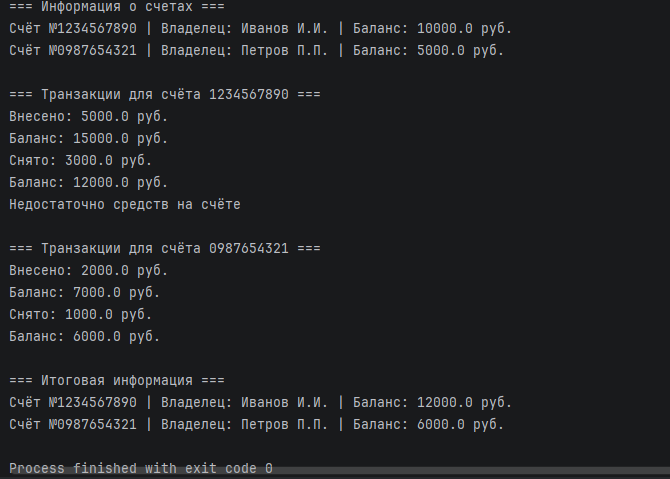 === Информация о счетах ===
Счёт №1234567890 | Владелец: Иванов И.И. | Баланс: 10000.0 руб.
Счёт №0987654321 | Владелец: Петров П.П. | Баланс: 5000.0 руб.

=== Транзакции для счёта 1234567890 ===
Внесено: 5000.0 руб.
Баланс: 15000.0 руб.
Снято: 3000.0 руб.
Баланс: 12000.0 руб.
Недостаточно средств на счёте

=== Транзакции для счёта 0987654321 ===
Внесено: 2000.0 руб.
Баланс: 7000.0 руб.
Снято: 1000.0 руб.
Баланс: 6000.0 руб.

=== Итоговая информация ===
Счёт №1234567890 | Владелец: Иванов И.И. | Баланс: 12000.0 руб.
Счёт №0987654321 | Владелец: Петров П.П. | Баланс: 6000.0 руб.

Process finished with exit code 0